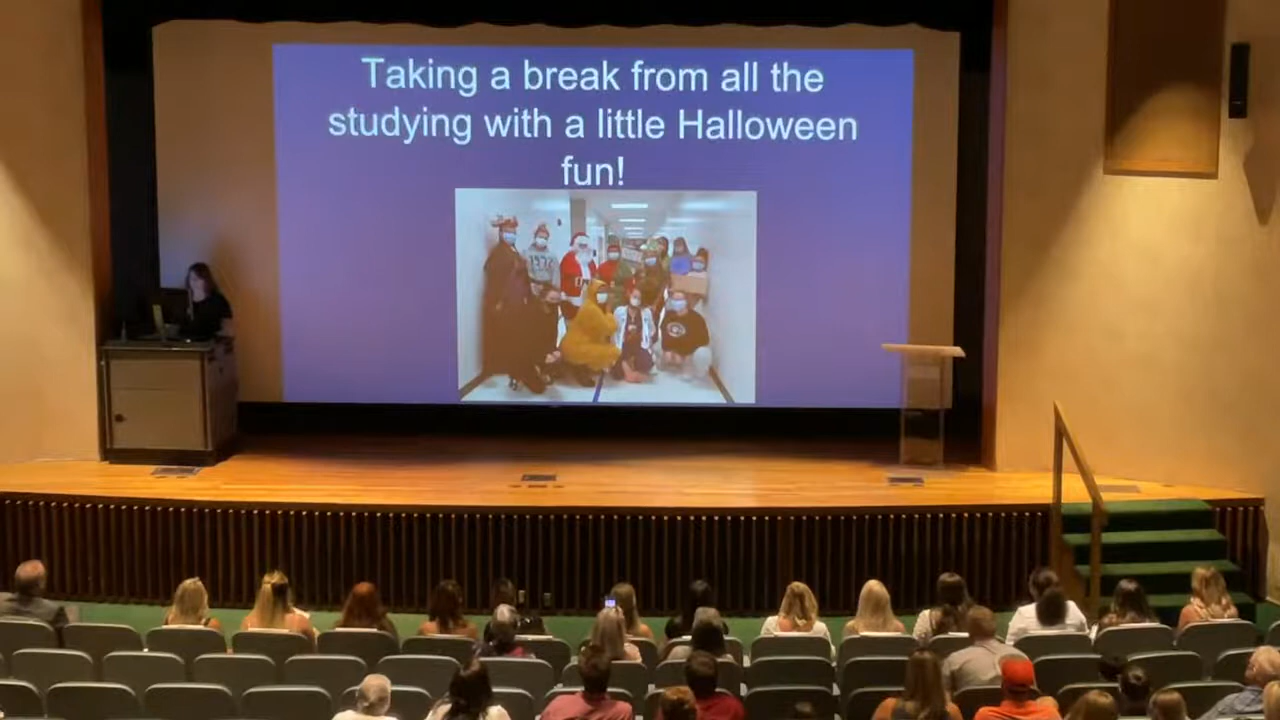 Taking a break from all the
studying with a little Halloween
fun!